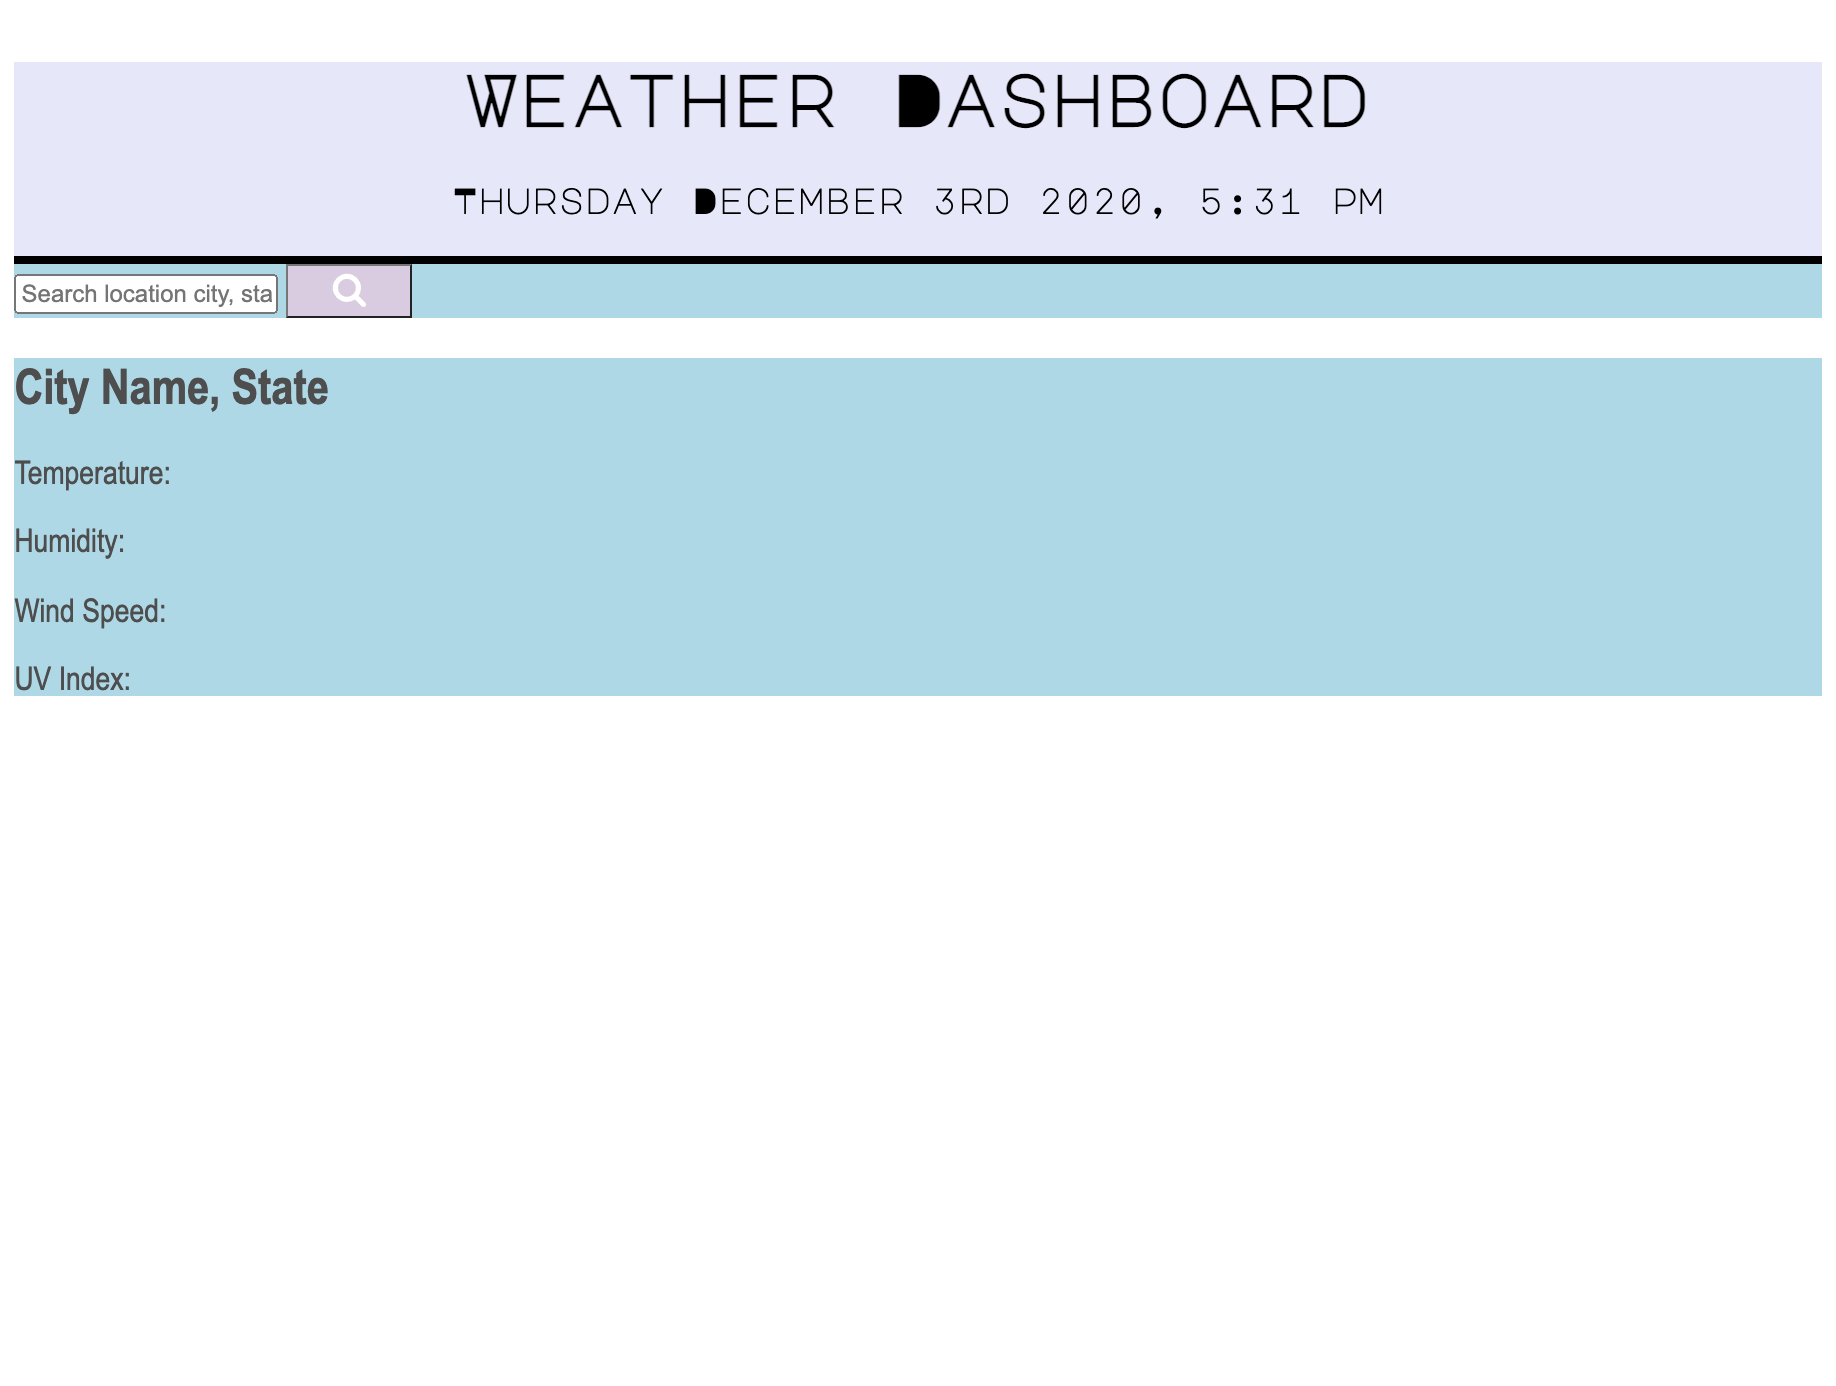 Weather Dashboard
Thursday December 3rd 2020, 5:31 PM
Search location city, sta
City Name, State
Temperature:
Humidity:
Wind Speed:
UV Index: